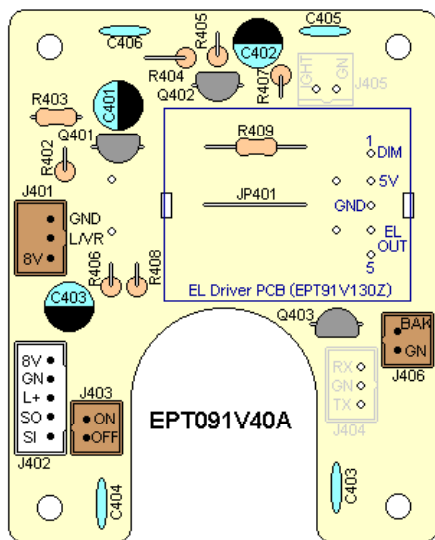 C406
R405
C405
C402
R404
Q402
R407
LIGHT
GN
J405
R403
C401
Q401
R402
R409
1
DIM
JP401
5V
GND
EL
OUT
5
J401
GND
L/VR
8V
R406
R408
EL Driver PCB (EPT91V130Z)
C403
Q403
BAK
GN
J406
8V
GN
L+
SO
SI
J402
J403
ON
OFF
RX
GN
TX
J404
EPT091V40A
C404
C403